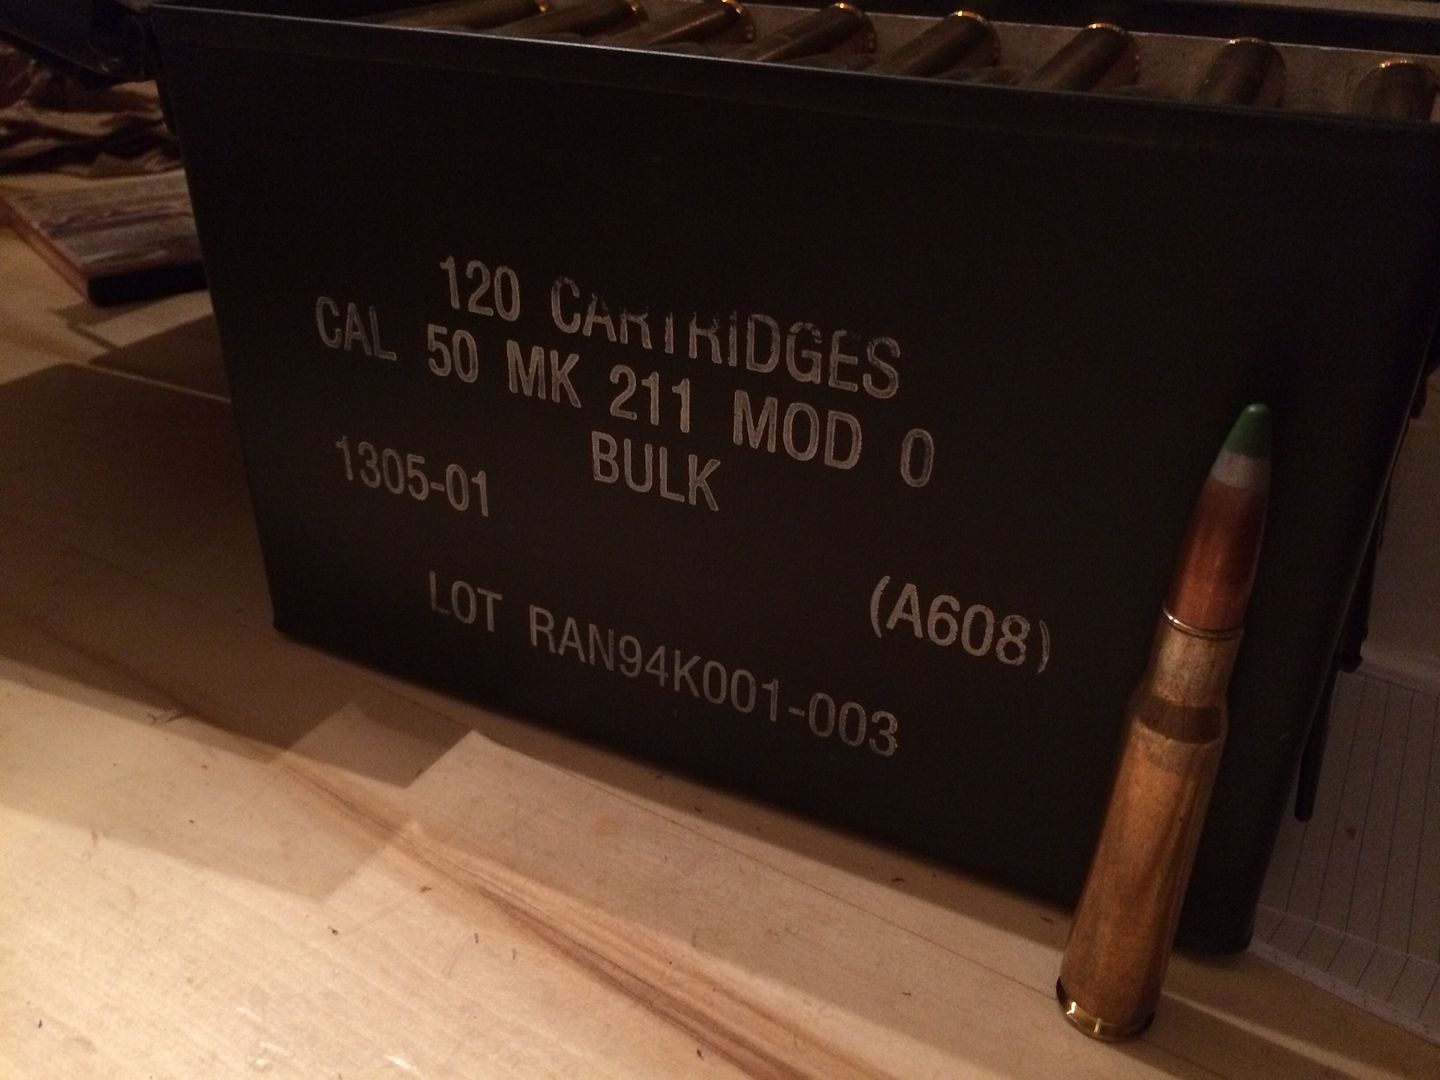 120 CARTRIDGES
CAL 50 MK 211 MOD 0
BULK
1305-01
(A608)
LOT RAN94K001-003